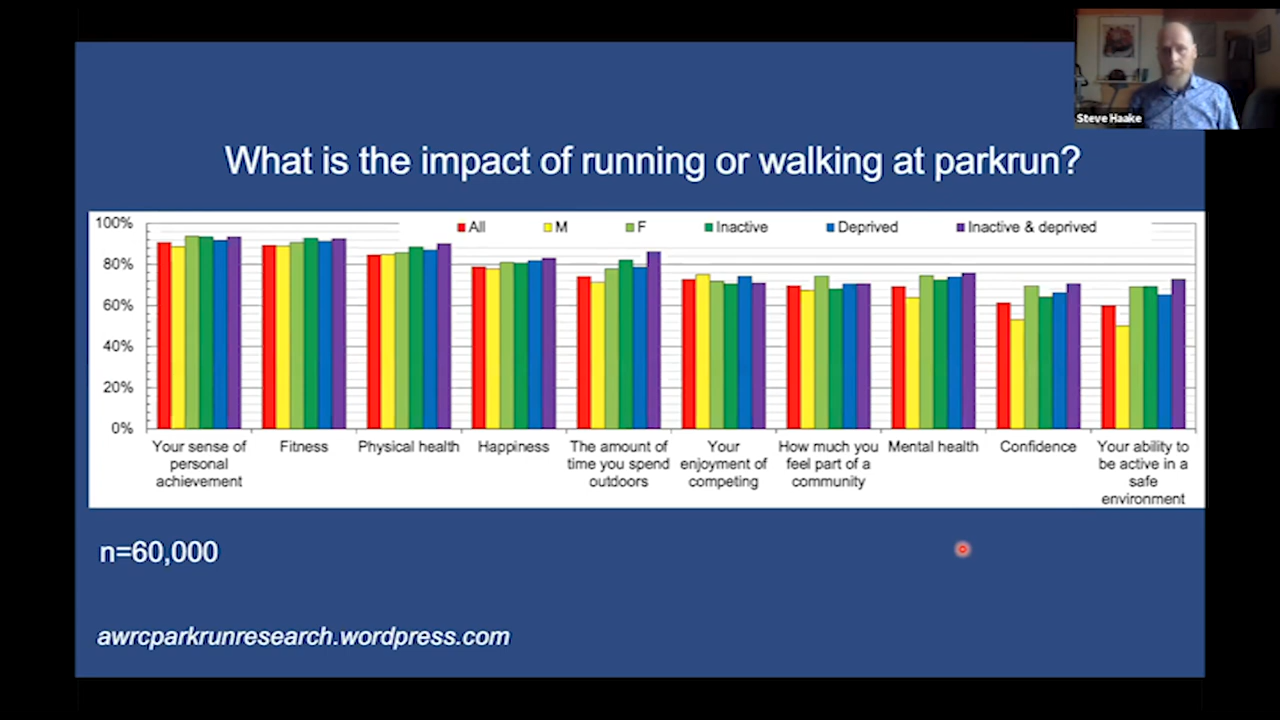 Steve Haake
What is the impact of running or walking at parkrun?
All M F Inactive Deprived Inactive & deprived
100%
80%
60%
40%
20%
0%
Your sense of
personal
achievement
Fitness
Physical health
Happiness
The amount of
time you spend
outdoors
Your
enjoyment of
competing
How much you
feel part of a
community
Mental health
Confidence
Your ability to
be active in a
safe
environment
n=60,000
awrcparkrunresearch.wordpress.com